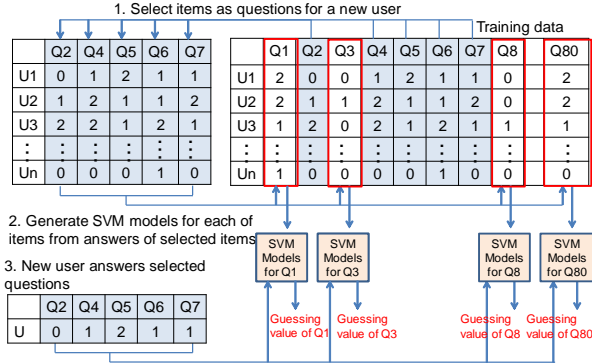 1. Select items as questions for a new user
Training data
Q2 Q4 Q5 Q6 Q7
U1 0 1 2 1 1
U2 1 2 1 1 2
U3 2 2 1 2 1
⋮ ⋮ ⋮ ⋮ ⋮ ⋮
Un 0 0 0 1 0
Q1 Q2 Q3 Q4 Q5 Q6 Q7 Q8 Q80
U1 2 0 0 1 2 1 1 0 2
U2 2 1 1 2 1 1 2 0 2
U3 1 2 0 2 1 2 1 1 1
⋮ ⋮ ⋮ ⋮ ⋮ ⋮ ⋮ ⋮ ⋮ ⋮
Un 1 0 0 0 0 1 0 0 0
2. Generate SVM models for each of
items from answers of selected items
SVM
Models
for Q1
SVM
Models
for Q3
SVM
Models
for Q8
SVM
Models
for Q80
3. New user answers selected
questions
Q2 Q4 Q5 Q6 Q7
U 0 1 2 1 1
Guessing
value of Q1
Guessing
value of Q3
Guessing
value of Q8
Guessing
value of Q80